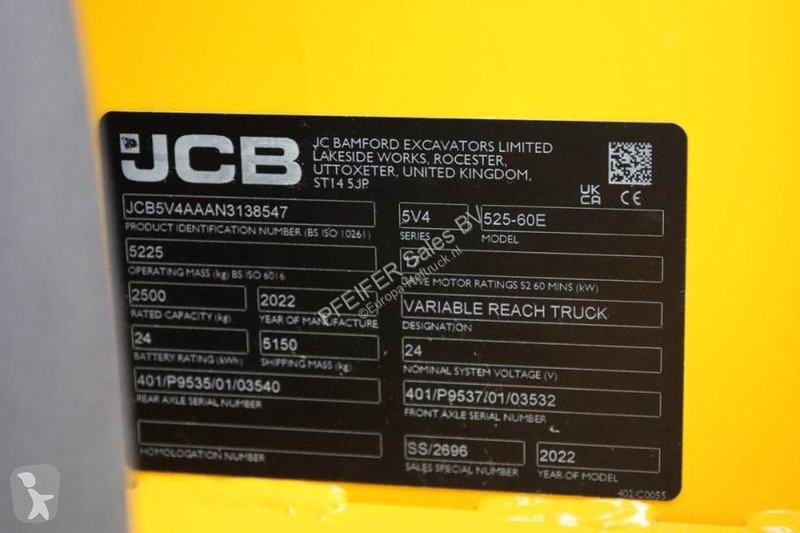 JCB
JC BAMFORD EXCAVATORS LIMITED
LAKESIDE WORKS, ROCESTER,
UTTOXETER, UNITED KINGDOM,
ST14 5JP
UK
CA CE
JCB5V4AAAN3138547
PRODUCT IDENTIFICATION NUMBER (BS ISO 10261)
5V4
SERIES
525-60E
MODEL
5225
OPERATING MASS (kg) BS ISO 6016
DRIVE MOTOR RATINGS S2 60 MINS (kW)
2500
RATED CAPACITY (kg)
2022
YEAR OF MANUFACTURE
VARIABLE REACH TRUCK
DESIGNATION
24
BATTERY RATING (kWh)
5150
SHIPPING MASS (kg)
24
NOMINAL SYSTEM VOLTAGE (V)
401/P9535/01/03540
REAR AXLE SERIAL NUMBER
401/P9537/01/03532
FRONT AXLE SERIAL NUMBER
HOMOLOGATION NUMBER
SS/2696
SALES SPECIAL NUMBER
2022
YEAR OF MODEL
402/C0055
PFEIFER Sales BV
©Europa-Heftruck.nl